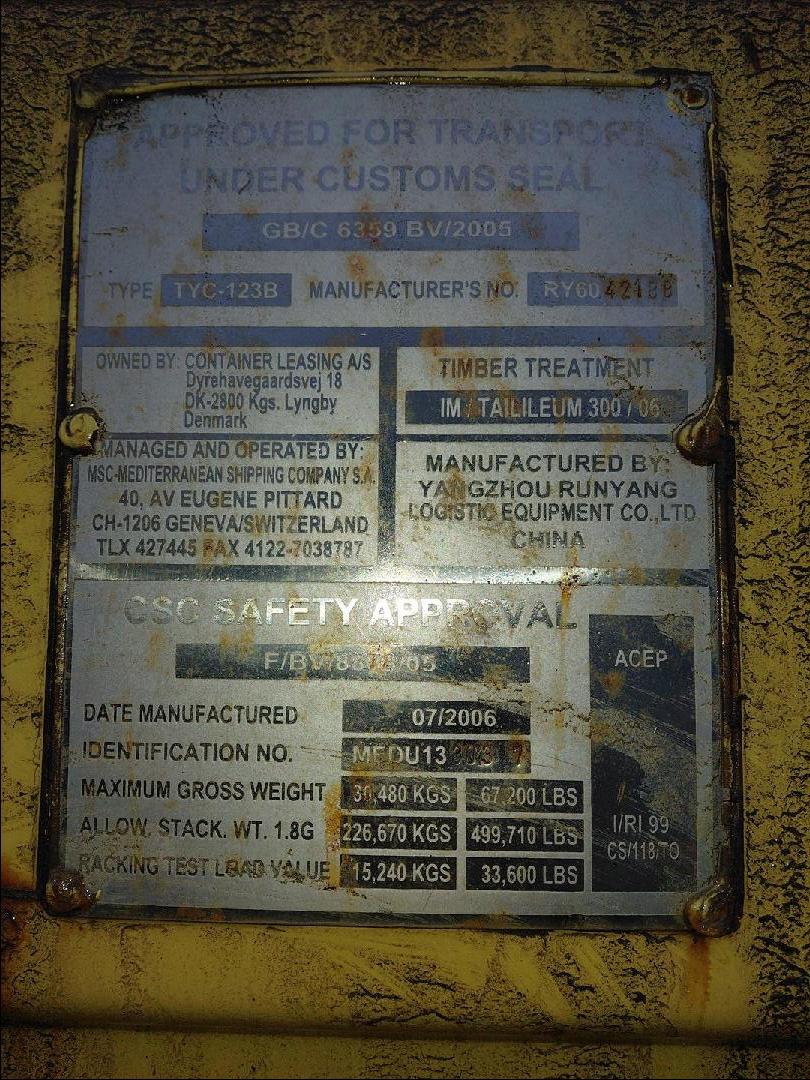 APPROVED FOR TRANSPORT
UNDER CUSTOMS SEAL
GB/C 6359 BV/2005
TYPE TYC-123B MANUFACTURER'S NO.
OWNED BY: CONTAINER LEASING A/S
Dyrehavegaardsvej 18
DK-2800 Kgs. Lyngby
Denmark
TIMBER TREATMENT
IM / TAILILEUM 300 / 06
MANAGED AND OPERATED BY:
MSC-MEDITERRANEAN SHIPPING COMPANY S.A.
40, AV EUGENE PITTARD
CH-1206 GENEVA/SWITZERLAND
TLX 427445 FAX 4122-7038787
MANUFACTURED BY:
YANGZHOU RUNYANG
LOGISTIC EQUIPMENT CO.,LTD
CHINA
CSC SAFETY APPROVAL
DATE MANUFACTURED 07/2006
IDENTIFICATION NO.
MAXIMUM GROSS WEIGHT 30,480 KGS 67,200 LBS
ALLOW. STACK. WT. 1.8G 226,670 KGS 499,710 LBS
RACKING TEST LOAD VALUE 15,240 KGS 33,600 LBS
ACEP
I/RI 99
CS/118/TO